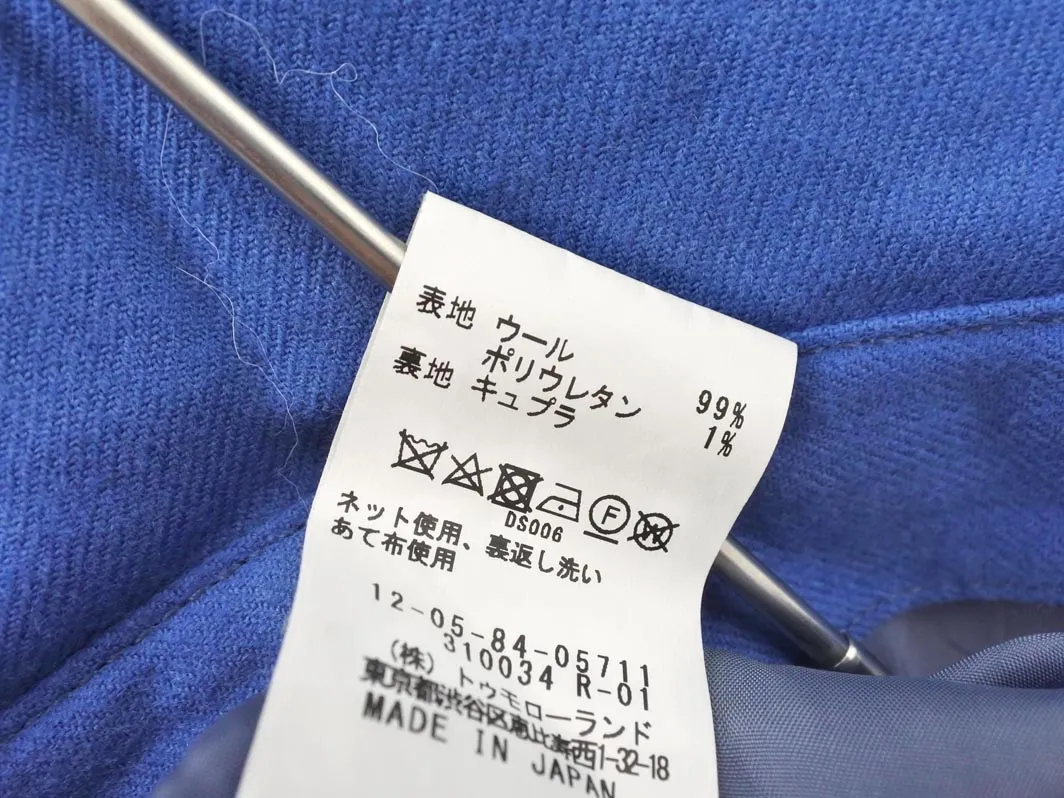 表地 ウール 99%
ポリウレタン 1%
裏地 キュプラ
F
W
DS006
ネット使用、裏返し洗い
あて布使用
12-05-84-05711
310034 R-01
(株) トゥモローランド
東京都渋谷区恵比寿西1-32-18
MADE IN JAPAN